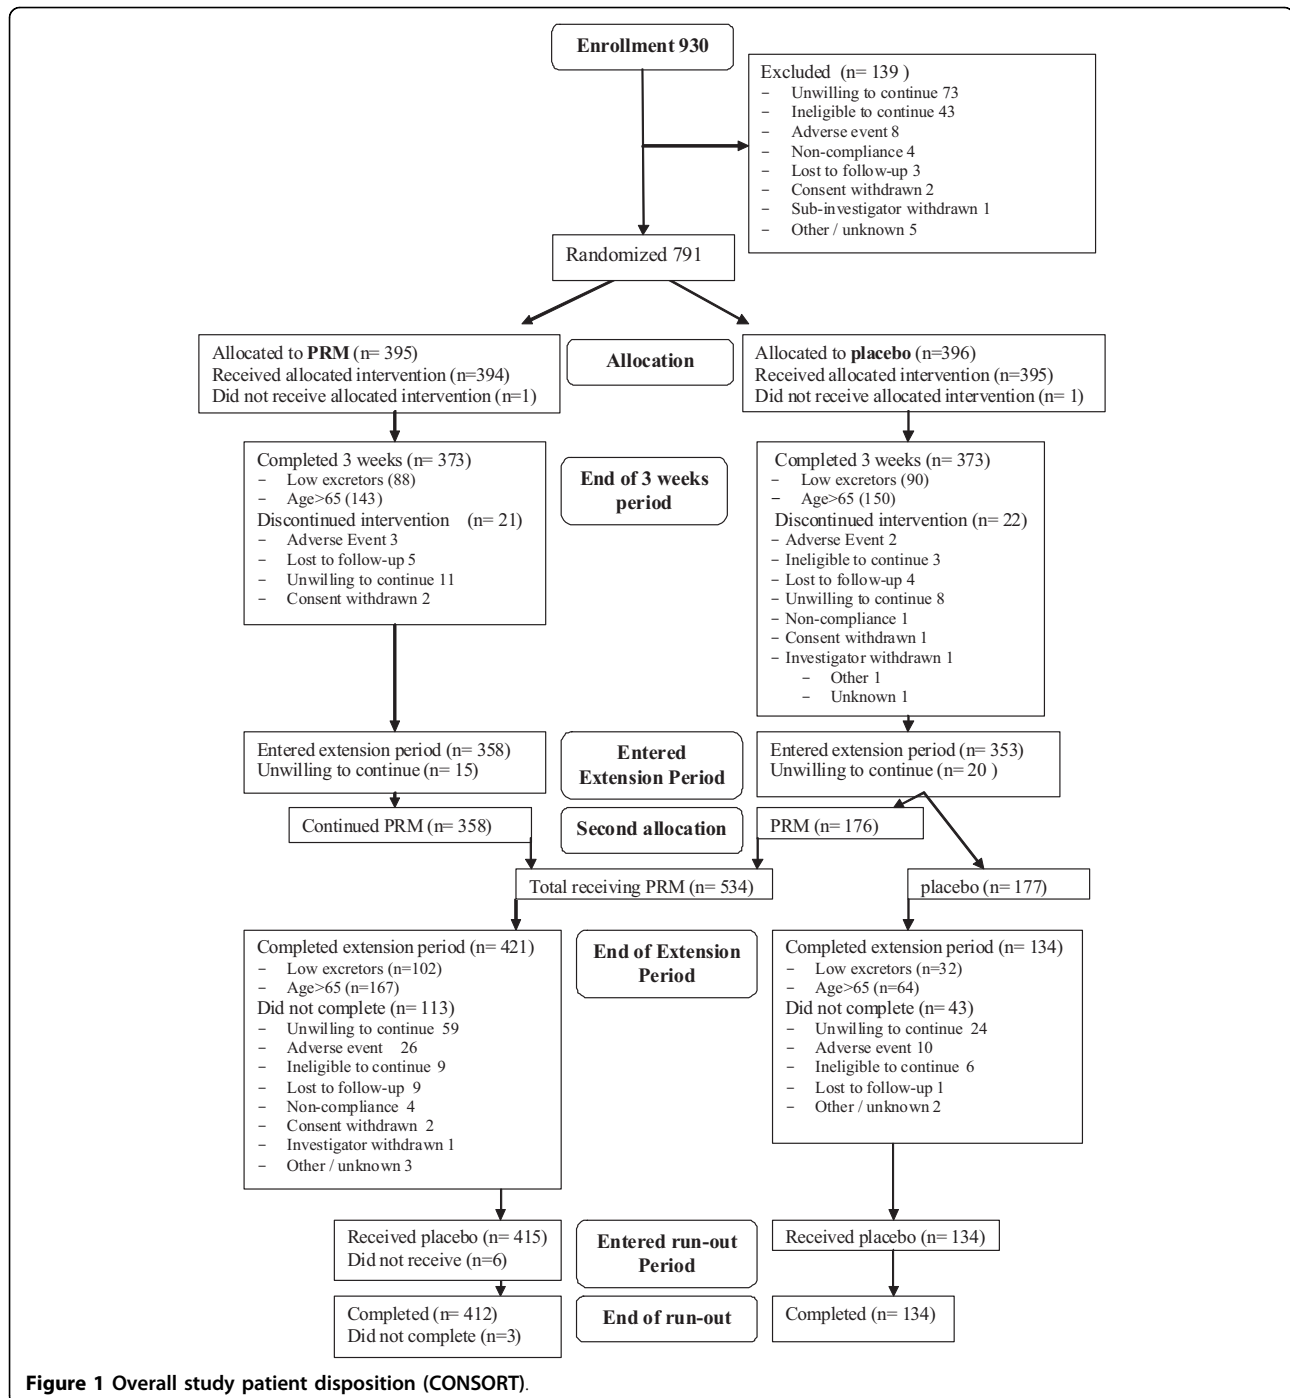 Enrollment 930
Excluded (n= 139 )
- Unwilling to continue 73
- Ineligible to continue 43
- Adverse event 8
- Non-compliance 4
- Lost to follow-up 3
- Consent withdrawn 2
- Sub-investigator withdrawn 1
- Other / unknown 5
Randomized 791
Allocated to PRM (n= 395)
Received allocated intervention (n=394)
Did not receive allocated intervention (n=1)
Allocation
Allocated to placebo (n=396)
Received allocated intervention (n=395)
Did not receive allocated intervention (n= 1)
Completed 3 weeks (n= 373)
- Low excretors (88)
- Age>65 (143)
Discontinued intervention (n= 21)
- Adverse Event 3
- Lost to follow-up 5
- Unwilling to continue 11
- Consent withdrawn 2
End of 3 weeks
period
Completed 3 weeks (n= 373)
- Low excretors (90)
- Age>65 (150)
Discontinued intervention (n= 22)
- Adverse Event 2
- Ineligible to continue 3
- Lost to follow-up 4
- Unwilling to continue 8
- Non-compliance 1
- Consent withdrawn 1
- Investigator withdrawn 1
- Other 1
- Unknown 1
Entered extension period (n= 358)
Unwilling to continue (n= 15)
Entered
Extension Period
Entered extension period (n= 353)
Unwilling to continue (n= 20 )
Continued PRM (n= 358)
Second allocation
PRM (n= 176)
Total receiving PRM (n= 534)
placebo (n= 177)
Completed extension period (n= 421)
- Low excretors (n=102)
- Age>65 (n=167)
Did not complete (n= 113)
- Unwilling to continue 59
- Adverse event 26
- Ineligible to continue 9
- Lost to follow-up 9
- Non-compliance 4
- Consent withdrawn 2
- Investigator withdrawn 1
- Other / unknown 3
End of Extension
Period
Completed extension period (n= 134)
- Low excretors (n=32)
- Age>65 (n=64)
Did not complete (n= 43)
- Unwilling to continue 24
- Adverse event 10
- Ineligible to continue 6
- Lost to follow-up 1
- Other / unknown 2
Received placebo (n= 415)
Did not receive (n=6)
Entered run-out
Period
Received placebo (n= 134)
Completed (n= 412)
Did not complete (n=3)
End of run-out
Completed (n= 134)
Figure 1 Overall study patient disposition (CONSORT).